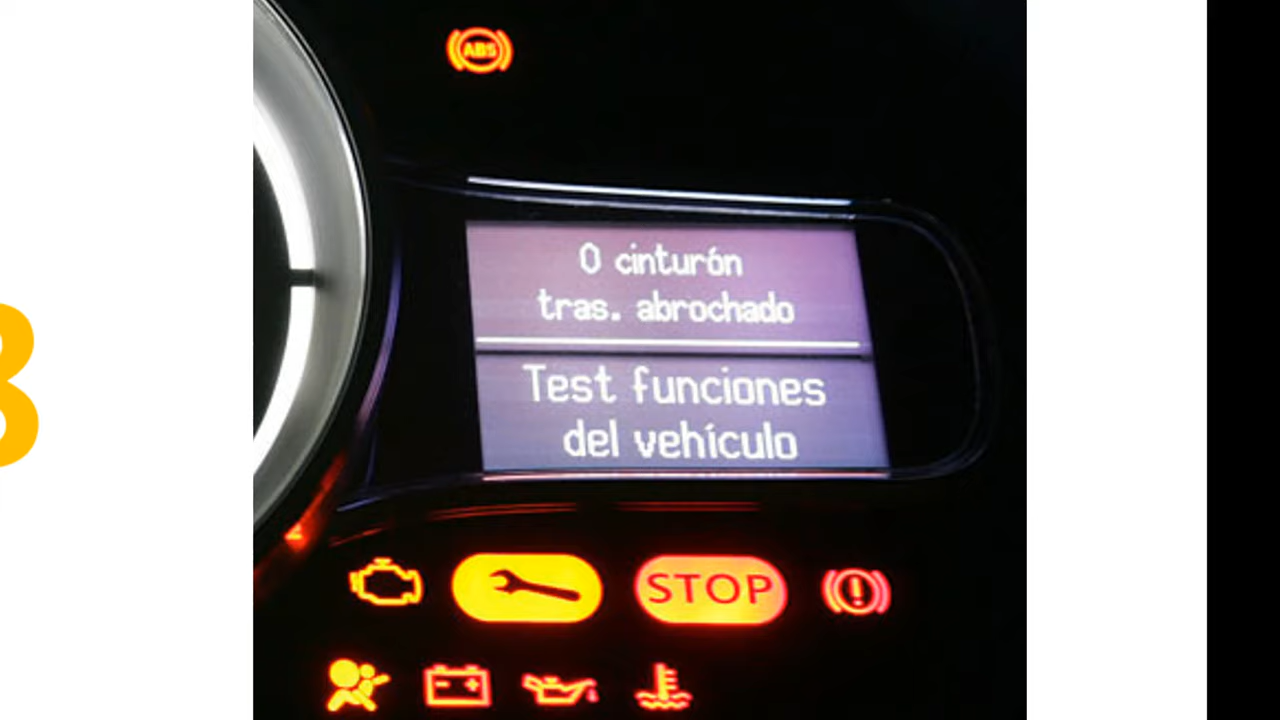 ABS
0 cinturón
tras. abrochado
Test funciones
del vehículo
STOP